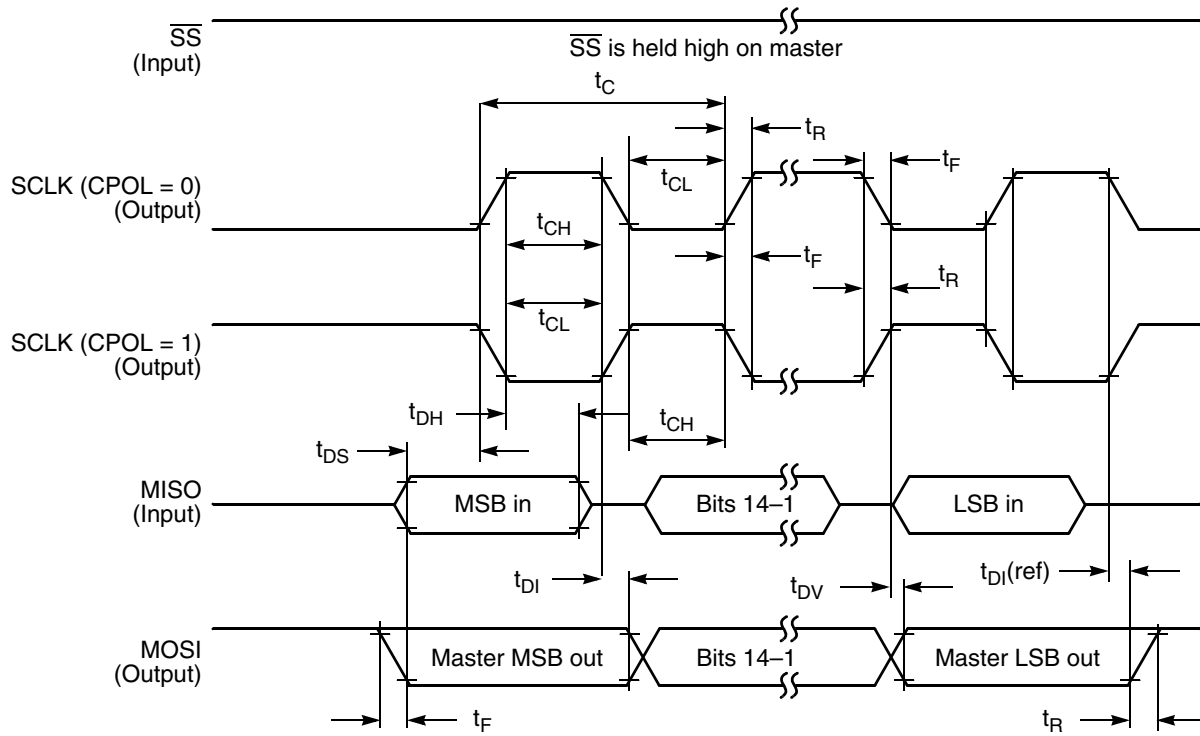 SS
(Input)
SS is held high on master
tC
tR
tF
SCLK (CPOL = 0)
(Output)
tCL
tCH
tF
tR
tCL
SCLK (CPOL = 1)
(Output)
tDH
tCH
tDS
MISO
(Input)
MSB in
Bits 14–1
LSB in
tDI
tDV
tDI(ref)
MOSI
(Output)
Master MSB out
Bits 14–1
Master LSB out
tF
tR